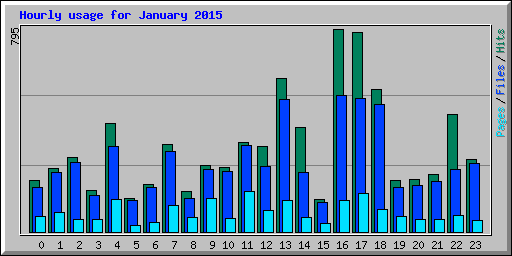 Hourly usage for January 2015
795
Pages / Files / Hits
0 1 2 3 4 5 6 7 8 9 10 11 12 13 14 15 16 17 18 19 20 21 22 23